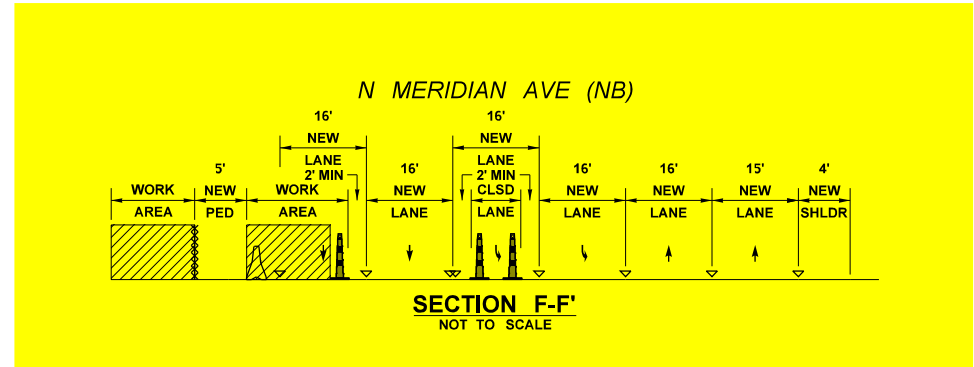 N MERIDIAN AVE (NB)
16' 16'
NEW NEW
LANE LANE
5' 2' MIN 16' 2' MIN 16' 16' 15' 4'
WORK NEW WORK NEW CLSD NEW NEW NEW NEW
AREA PED AREA LANE LANE LANE LANE LANE SHLDR
SECTION F-F'
NOT TO SCALE